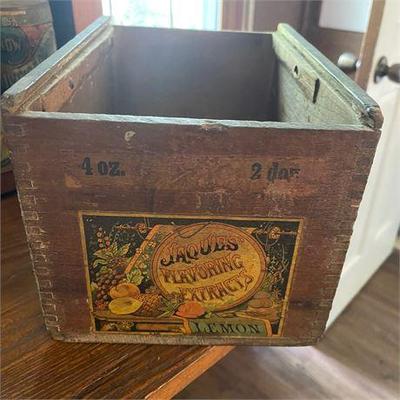 4 oz.
2 doz
JAQUES'
FLAVORING
EXTRACTS
LEMON